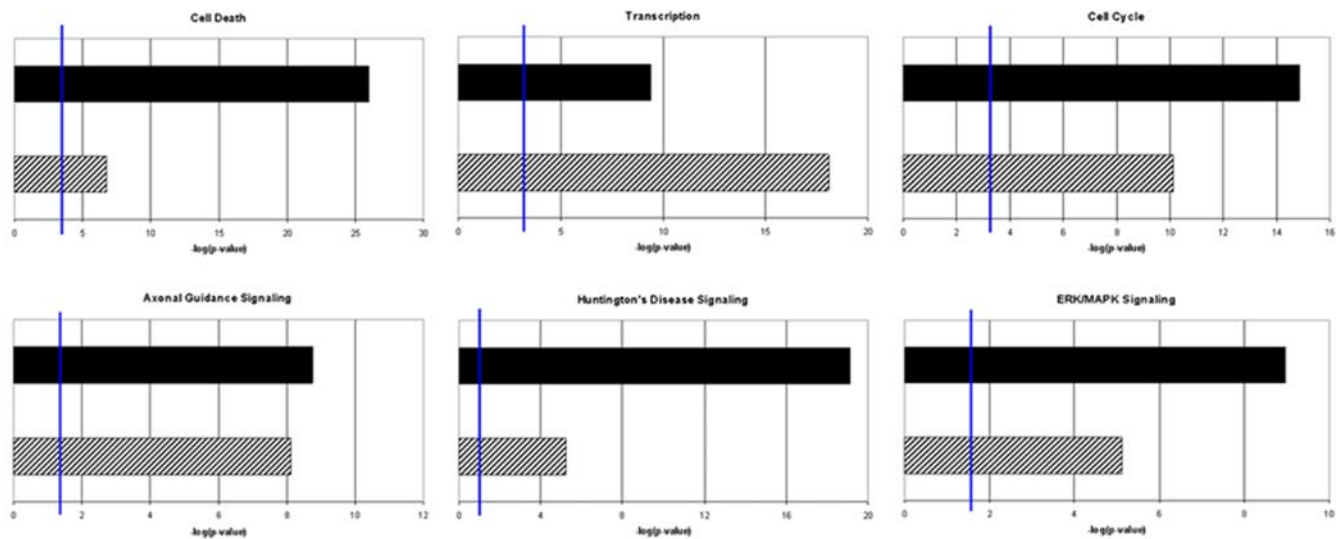 Cell Death
0 5 10 15 20 25 30
-log(p-value)
Transcription
0 5 10 15 20
-log(p-value)
Cell Cycle
0 2 4 6 8 10 12 14 16
-log(p-value)
Axonal Guidance Signaling
0 2 4 6 8 10 12
-log(p-value)
Huntington's Disease Signaling
0 4 8 12 16 20
-log(p-value)
ERK/MAPK Signaling
0 2 4 6 8 10
-log(p-value)